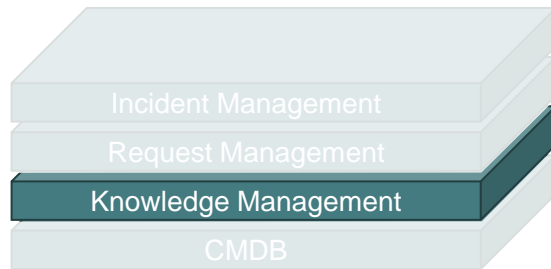 Incident Management
Request Management
Knowledge Management
CMDB